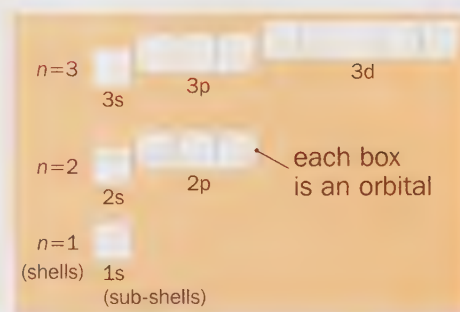 n=3
3s
3p
3d
n=2
2s
2p
each box
is an orbital
n=1
(shells)
1s
(sub-shells)